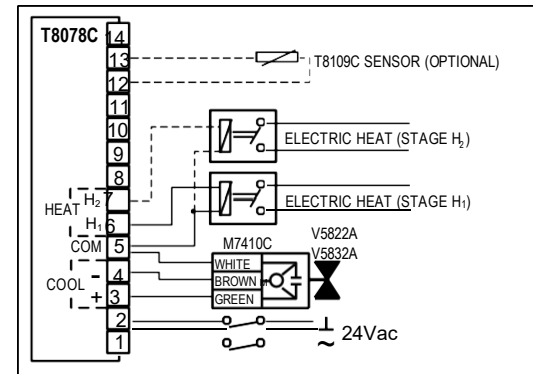 T8078C
14
13
12
11
10
9
8
7
6
5
4
3
2
1
T8109C SENSOR (OPTIONAL)
ELECTRIC HEAT (STAGE H₂)
ELECTRIC HEAT (STAGE H₁)
HEAT
H₂
H₁
COM
COOL
-
+
M7410C
V5822A
V5832A
WHITE
BROWN
GREEN
24Vac
~